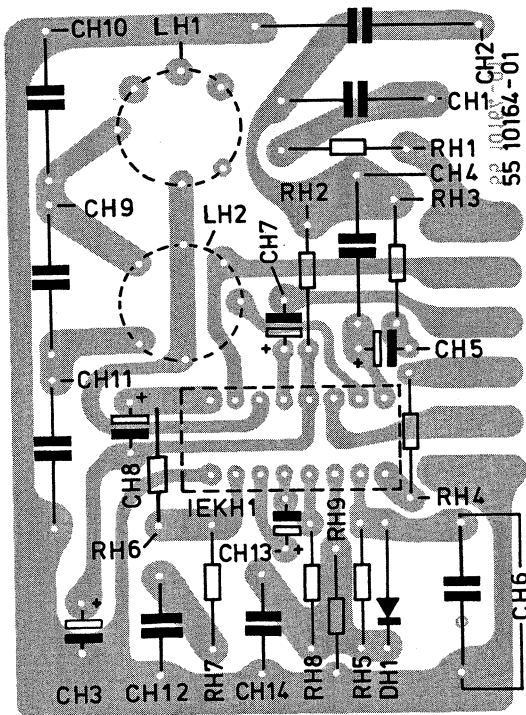 CH10
LH1
CH2
55 10164-01
CH1
RH1
CH4
RH2
RH3
CH9
LH2
CH7
CH5
CH11
CH8
RH4
IEKH1
RH9
RH6
CH13
CH6
CH3
CH12
RH7
CH14
RH8
RH5
DH1